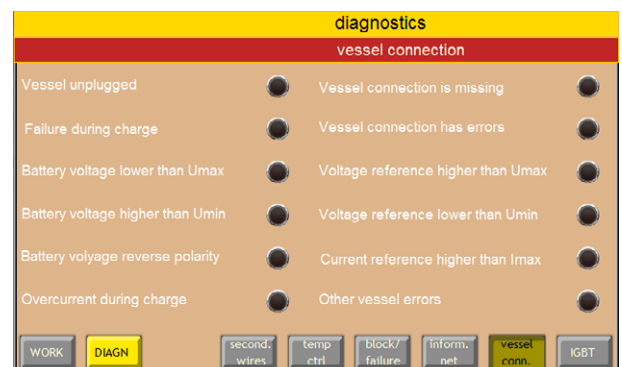 diagnostics
vessel connection
Vessel unplugged
Vessel connection is missing
Failure during charge
Vessel connection has errors
Battery voltage lower than Umax
Voltage reference higher than Umax
Battery voltage higher than Umin
Voltage reference lower than Umin
Battery volyage reverse polarity
Current reference higher than Imax
Overcurrent during charge
Other vessel errors
WORK
DIAGN
second.
wires
temp
ctrl
block/
failure
inform.
net
vessel
conn.
IGBT